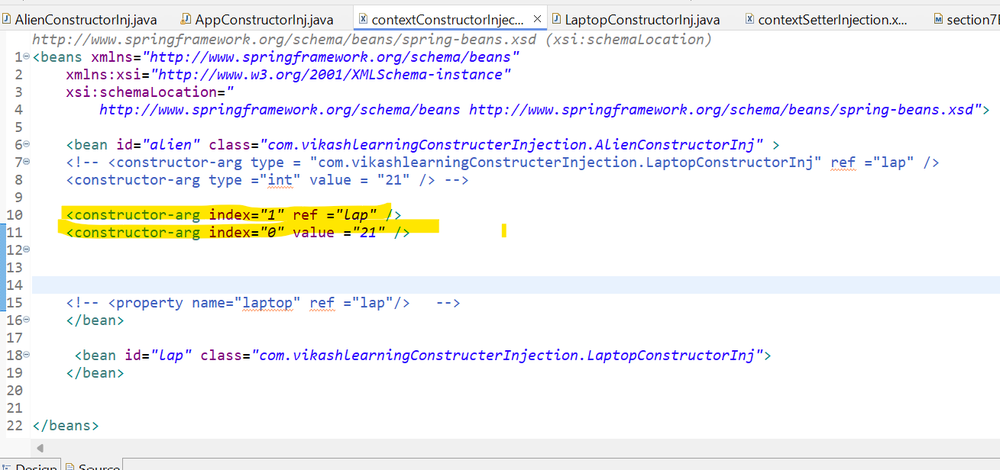 AlienConstructorInj.java AppConstructorInj.java contextConstructorInjec... LaptopConstructorInj.java contextSetterInjection.x...
http://www.springframework.org/schema/beans/spring-beans.xsd (xsi:schemaLocation)
1 <beans xmlns="http://www.springframework.org/schema/beans"
2 xmlns:xsi="http://www.w3.org/2001/XMLSchema-instance"
3 xsi:schemaLocation="
4 http://www.springframework.org/schema/beans http://www.springframework.org/schema/beans/spring-beans.xsd">
5
6 <bean id="alien" class="com.vikashlearningConstructerInjection.AlienConstructorInj" >
7 <!-- <constructor-arg type = "com.vikashlearningConstructerInjection.LaptopConstructorInj" ref ="lap" />
8 <constructor-arg type ="int" value = "21" /> -->
9
10 <constructor-arg index="1" ref ="lap" />
11 <constructor-arg index="0" value ="21" />
12
13
14
15 <!-- <property name="laptop" ref ="lap"/> -->
16 </bean>
17
18 <bean id="lap" class="com.vikashlearningConstructerInjection.LaptopConstructorInj">
19 </bean>
20
21
22 </beans>
Design Source